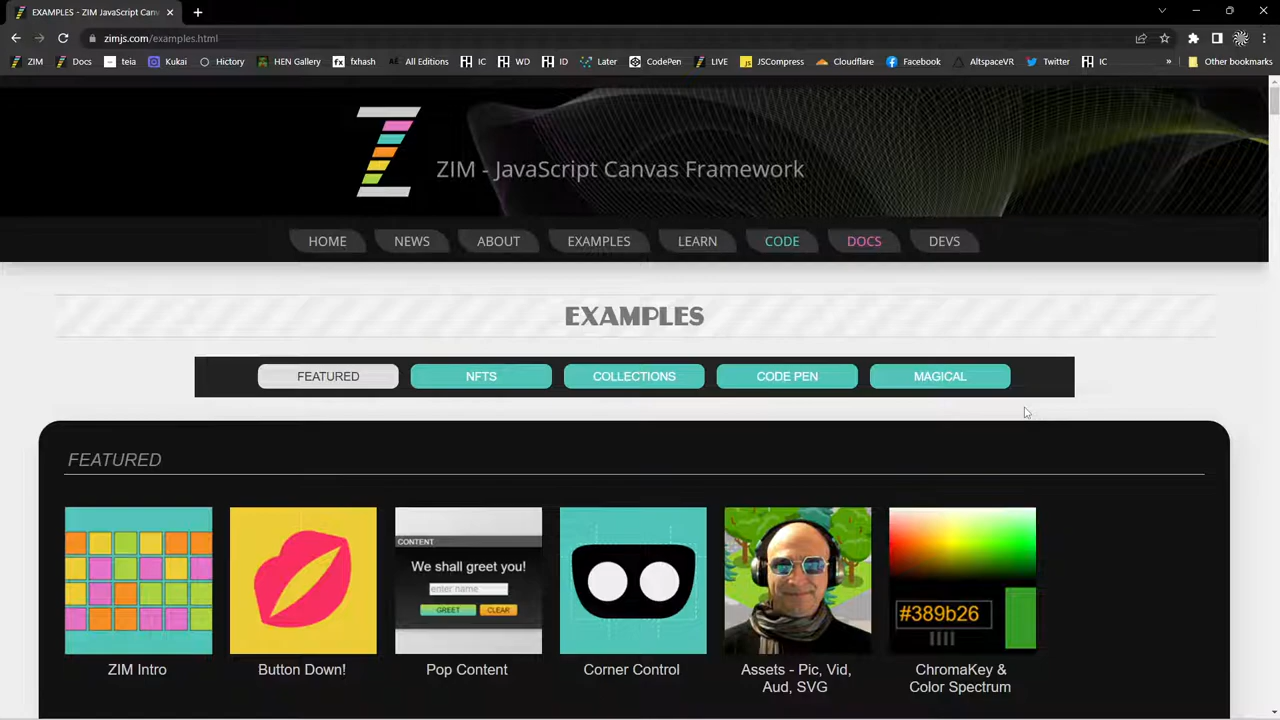 EXAMPLES - ZIM JavaScript Canv
zimjs.com/examples.html
ZIM Docs teia Kukai Hictory HEN Gallery fxhash All Editions IC WD ID Later CodePen LIVE JSCompress Cloudflare Facebook AltspaceVR Twitter IC » Other bookmarks
ZIM - JavaScript Canvas Framework
HOME NEWS ABOUT EXAMPLES LEARN CODE DOCS DEVS
EXAMPLES
FEATURED NFTS COLLECTIONS CODE PEN MAGICAL
FEATURED
CONTENT
We shall greet you!
enter name
GREET CLEAR
#389b26
ZIM Intro Button Down! Pop Content Corner Control Assets - Pic, Vid, Aud, SVG ChromaKey & Color Spectrum